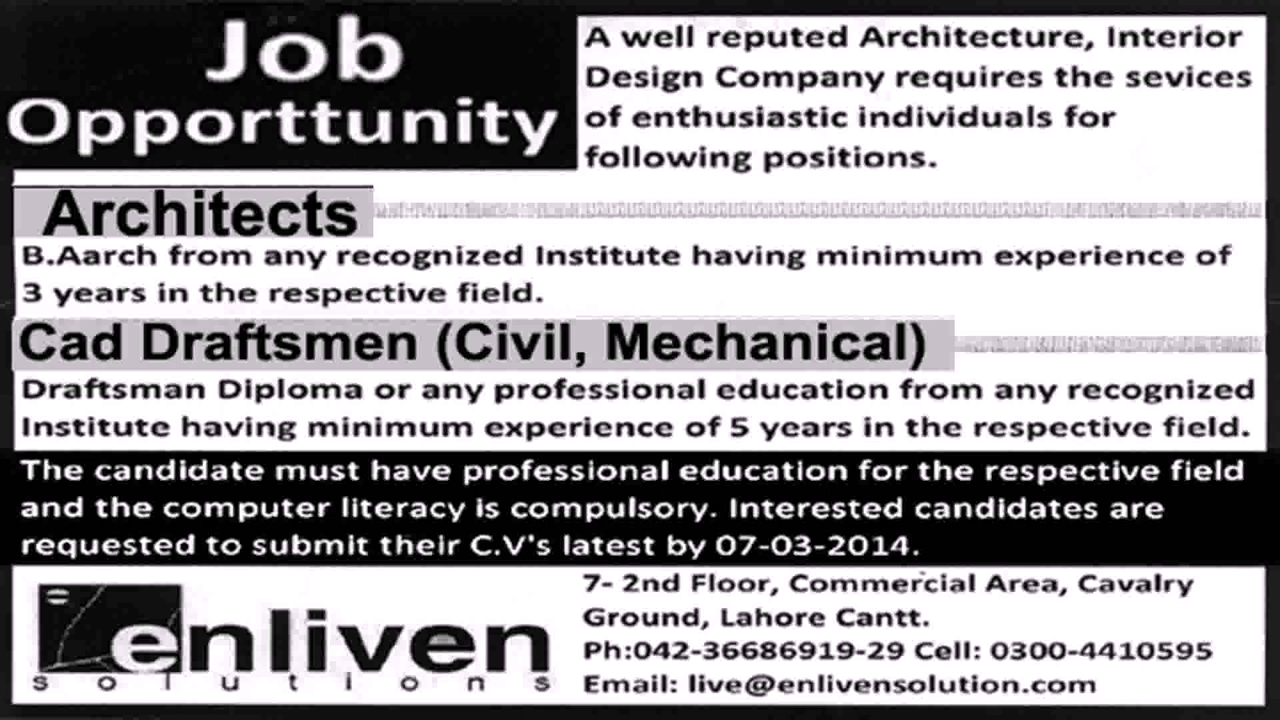 Job
Opporttunity
A well reputed Architecture, Interior
Design Company requires the sevices
of enthusiastic individuals for
following positions.
Architects
B.Aarch from any recognized Institute having minimum experience of
3 years in the respective field.
Cad Draftsmen (Civil, Mechanical)
Draftsman Diploma or any professional education from any recognized
Institute having minimum experience of 5 years in the respective field.
The candidate must have professional education for the respective field
and the computer literacy is compulsory. Interested candidates are
requested to submit their C.V's latest by 07-03-2014.
enliven
solutions
7- 2nd Floor, Commercial Area, Cavalry
Ground, Lahore Cantt.
Ph:042-36686919-29 Cell: 0300-4410595
Email: live@enlivensolution.com